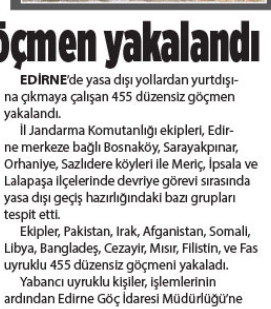 öçmen yakalandı
EDİRNE'de yasa dışı yollardan yurtdışı-
na çıkmaya çalışan 455 düzensiz göçmen
yakalandı.
İl Jandarma Komutanlığı ekipleri, Edir-
ne merkeze bağlı Bosnaköy, Sarayakpınar,
Orhaniye, Sazlıdere köyleri ile Meriç, İpsala ve
Lalapaşa ilçelerinde devriye görevi sırasında
yasa dışı geçiş hazırlığındaki bazı grupları
tespit etti.
Ekipler, Pakistan, Irak, Afganistan, Somali,
Libya, Bangladeş, Cezayir, Mısır, Filistin, ve Fas
uyruklu 455 düzensiz göçmeni yakaladı.
Yabancı uyruklu kişiler, işlemlerinin
ardından Edirne Göç İdaresi Müdürlüğü'ne